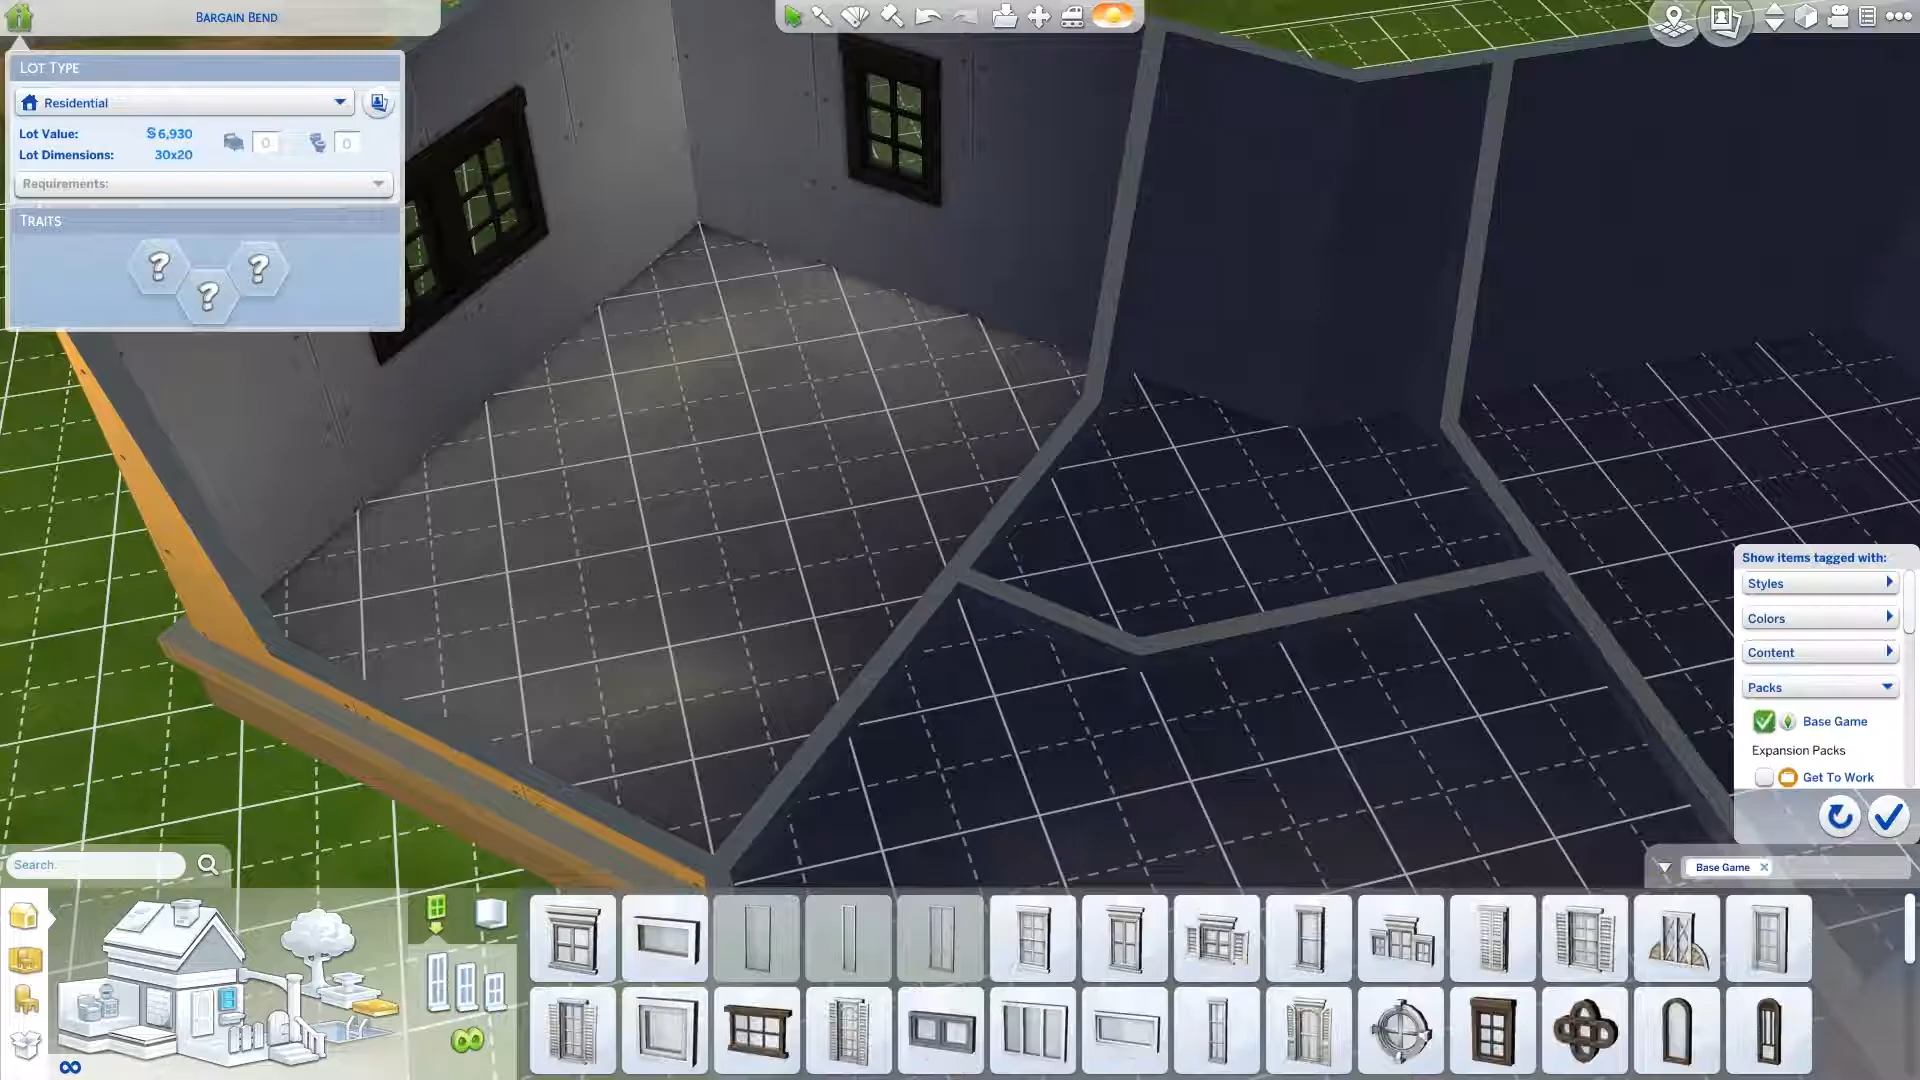 BARGAIN BEND
LOT TYPE
Residential
Lot Value: §6,930
0 0
Lot Dimensions: 30x20
Requirements:
TRAITS
? ? ?
Show items tagged with:
Styles
Colors
Content
Packs
Base Game
Expansion Packs
Get To Work
Search.
Base Game